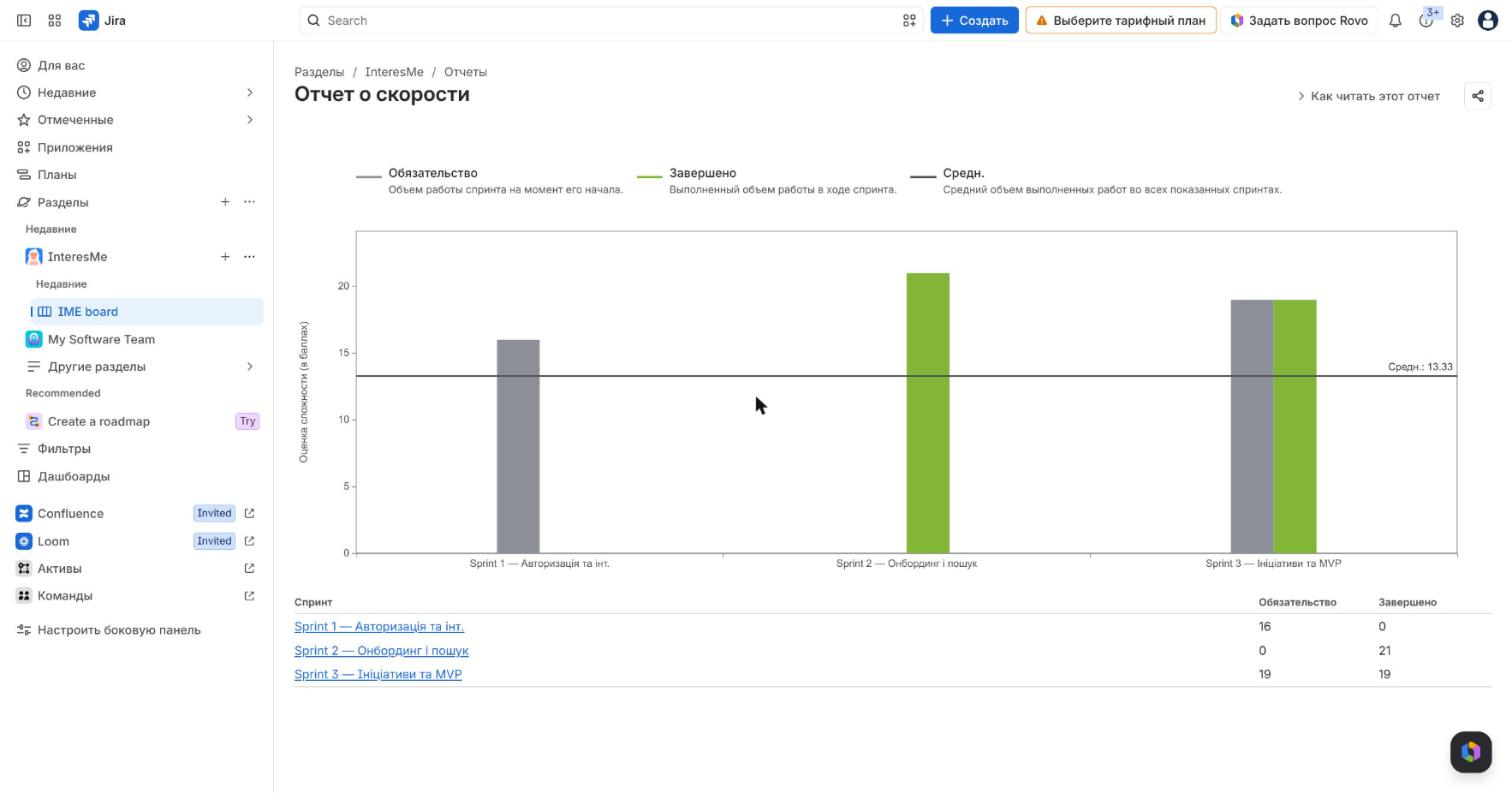 Jira
Search
Создать
Выберите тарифный план
Задать вопрос Rovo
3+
Для вас
Недавние
Отмеченные
Приложения
Планы
Разделы
Недавние
InteresMe
Недавние
IME board
My Software Team
Другие разделы
Recommended
Create a roadmap Try
Фильтры
Дашбоарды
Confluence Invited
Loom Invited
Активы
Команды
Настроить боковую панель
Разделы / InteresMe / Отчеты
Отчет о скорости
Как читать этот отчет
Обязательство
Объем работы спринта на момент его начала.
Завершено
Выполненный объем работы в ходе спринта.
Средн.
Средний объем выполненных работ во всех показанных спринтах.
Оценка сложности (в баллах)
20
15
10
5
0
Средн.: 13.33
Sprint 1 — Авторизація та інт.
Sprint 2 — Онбординг і пошук
Sprint 3 — Ініціативи та MVP
Спринт Обязательство Завершено
Sprint 1 — Авторизація та інт. 16 0
Sprint 2 — Онбординг і пошук 0 21
Sprint 3 — Ініціативи та MVP 19 19